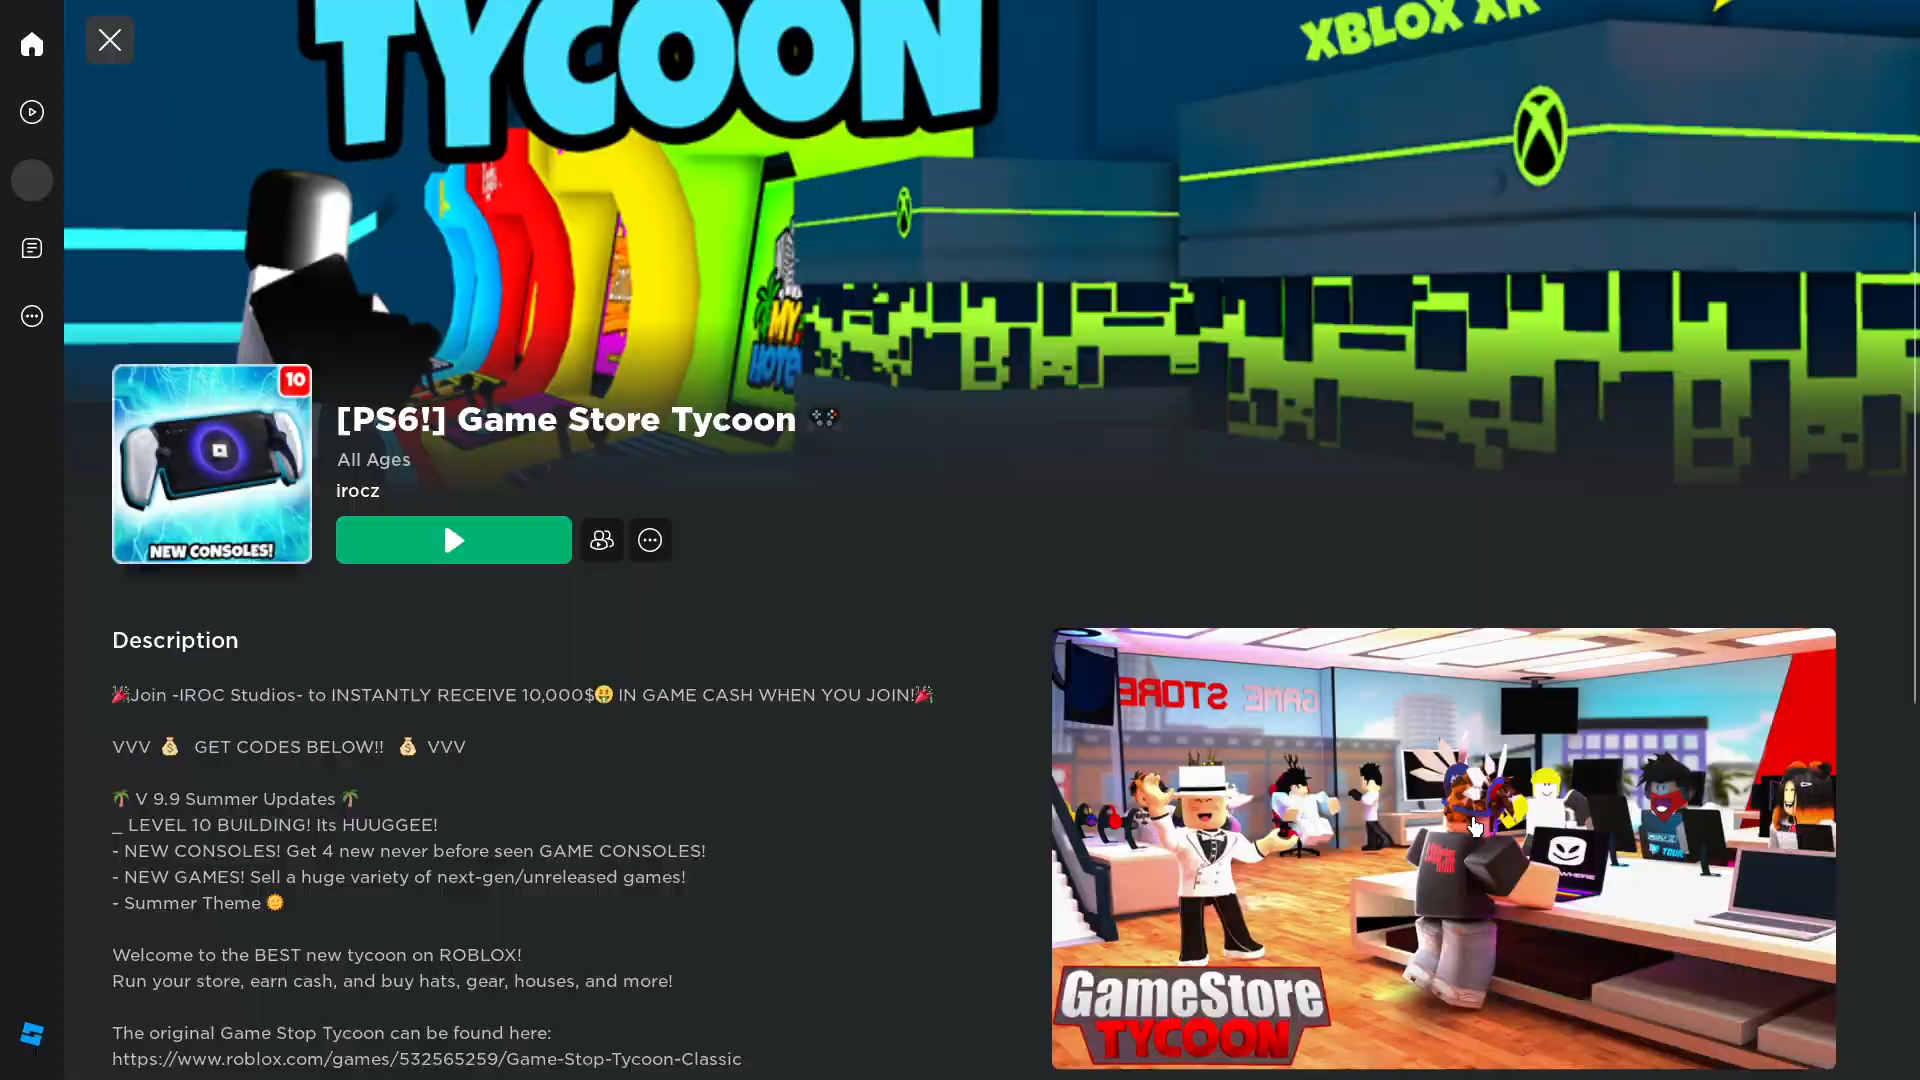 TYCOON
XBLOX XR
MY
HOTEL
10
NEW CONSOLES!
[PS6!] Game Store Tycoon 🎮
All Ages
irocz
Description
🎉Join -IROC Studios- to INSTANTLY RECEIVE 10,000$🤑 IN GAME CASH WHEN YOU JOIN!🎉
VVV 💰 GET CODES BELOW!! 💰 VVV
🌴 V 9.9 Summer Updates 🌴
_ LEVEL 10 BUILDING! Its HUUGGEE!
- NEW CONSOLES! Get 4 new never before seen GAME CONSOLES!
- NEW GAMES! Sell a huge variety of next-gen/unreleased games!
- Summer Theme 🌞
Welcome to the BEST new tycoon on ROBLOX!
Run your store, earn cash, and buy hats, gear, houses, and more!
The original Game Stop Tycoon can be found here:
https://www.roblox.com/games/532565259/Game-Stop-Tycoon-Classic
GAME STORE
GameStore
TYCOON